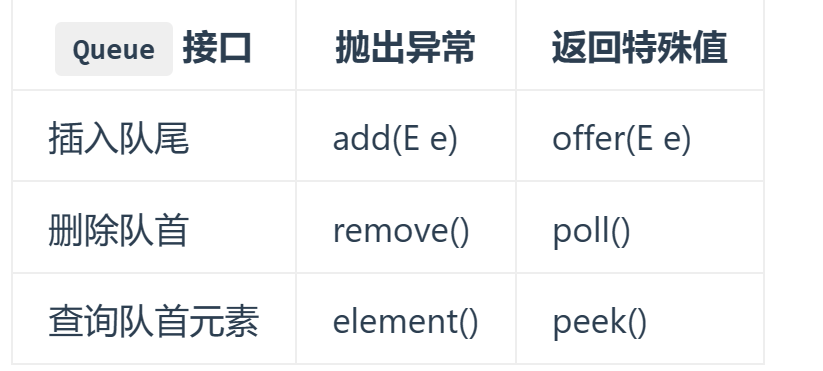 Queue 接口 抛出异常 返回特殊值
插入队尾 add(E e) offer(E e)
删除队首 remove() poll()
查询队首元素 element() peek()